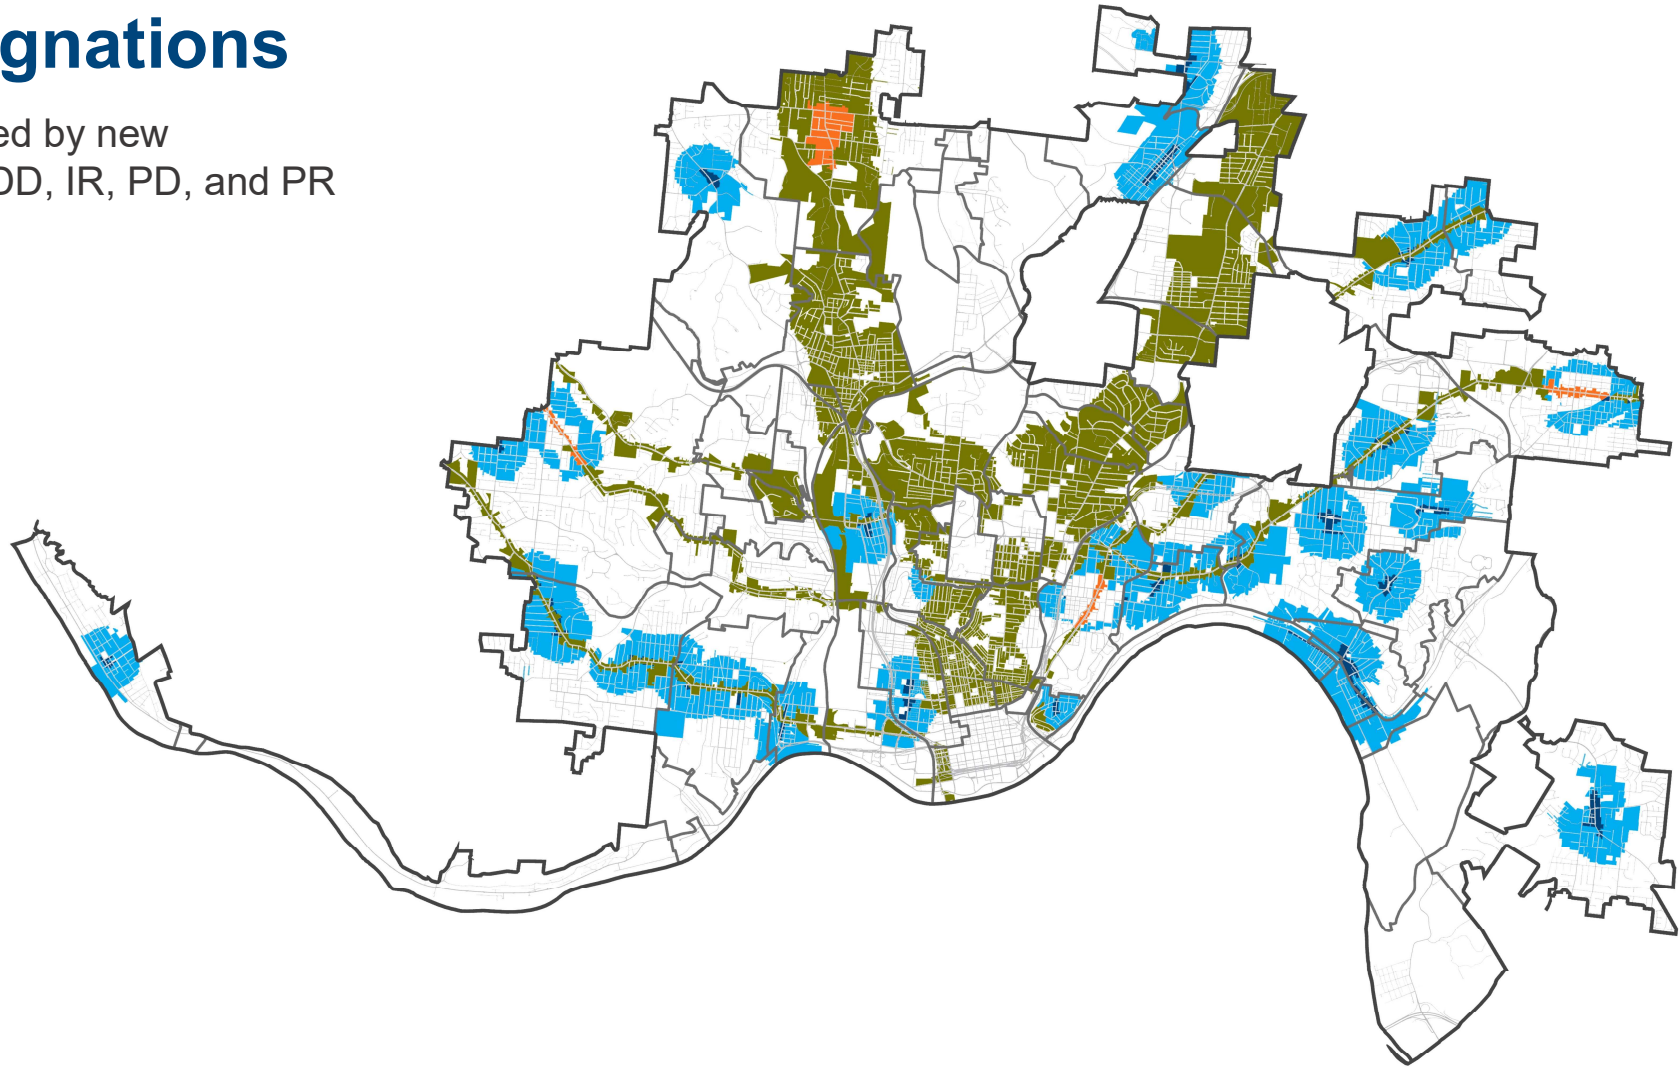 gnations
ed by new
DD, IR, PD, and PR